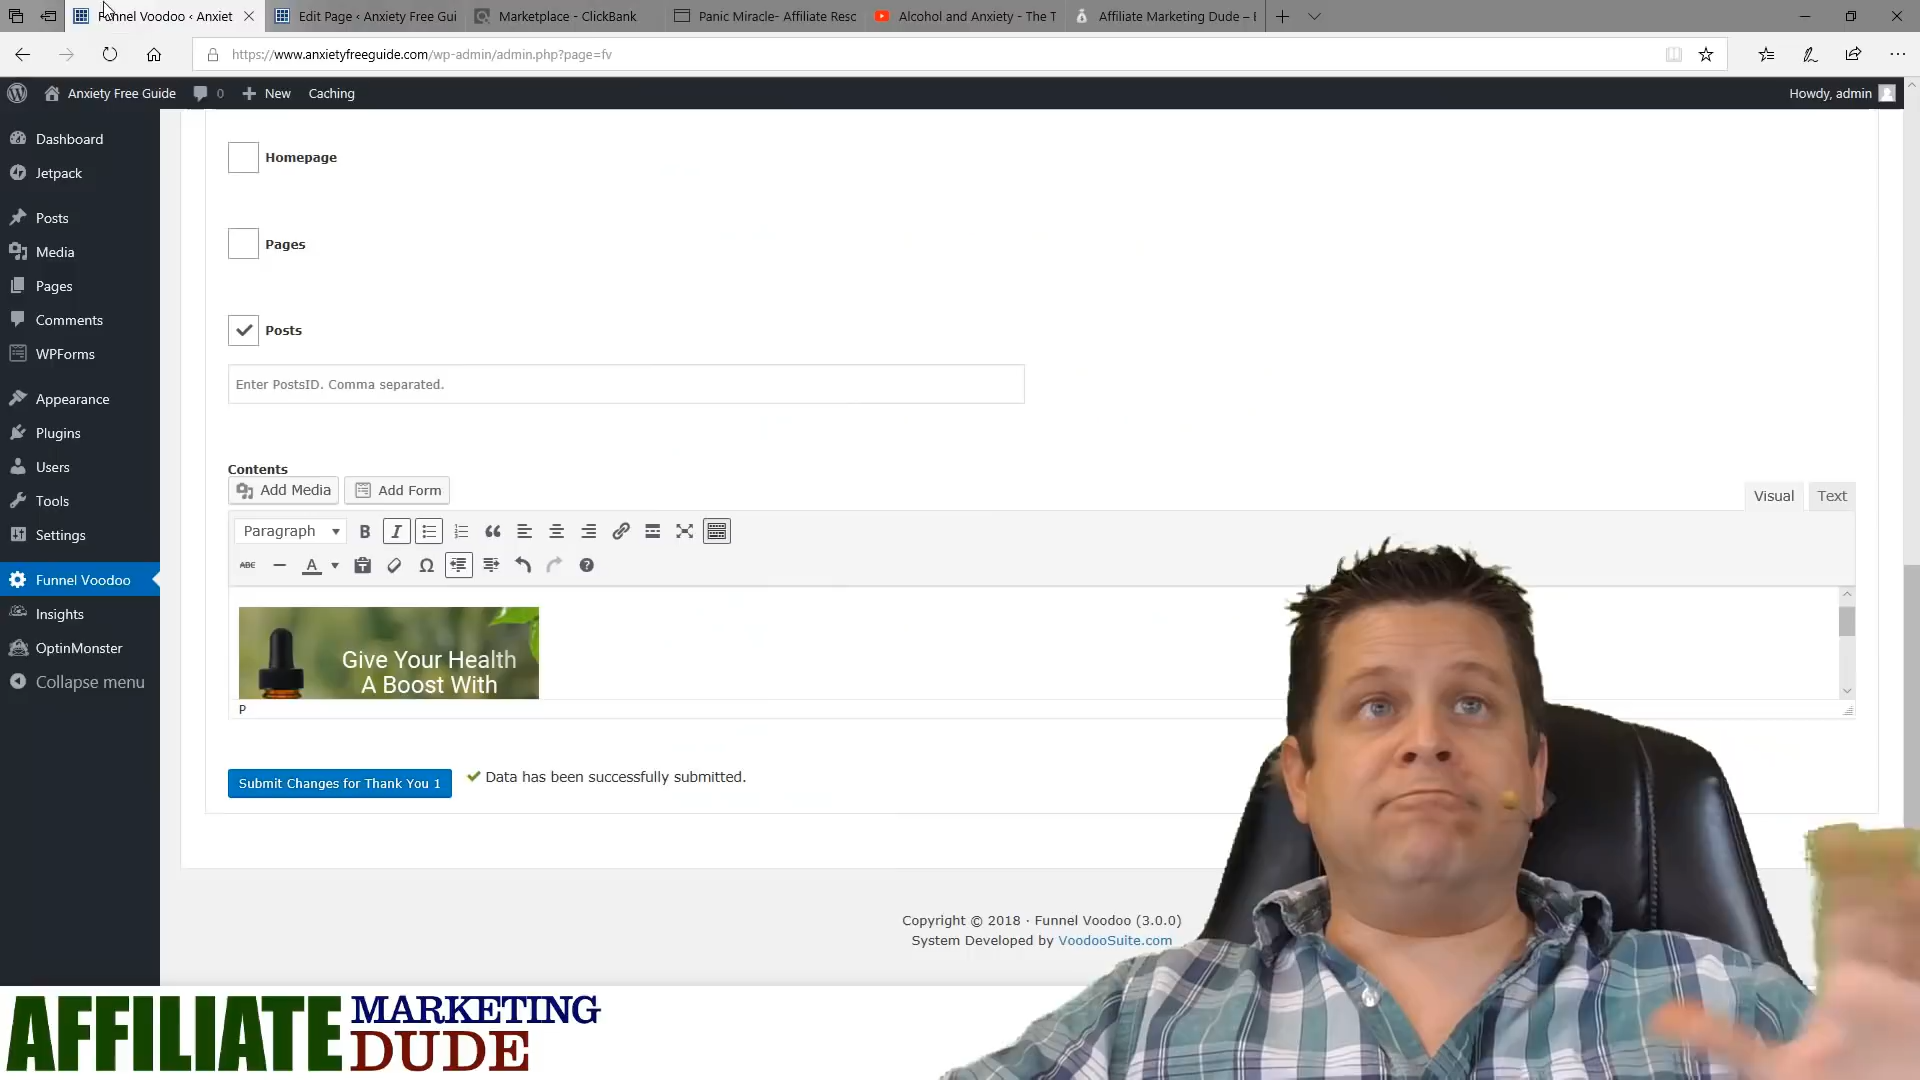 Funnel Voodoo ‹ Anxiet
Edit Page ‹ Anxiety Free Gui
Marketplace - ClickBank
Panic Miracle- Affiliate Resc
Alcohol and Anxiety - The T
Affiliate Marketing Dude –
https://www.anxietyfreeguide.com/wp-admin/admin.php?page=fv
Anxiety Free Guide
0
New
Caching
Howdy, admin
Dashboard
Jetpack
Posts
Media
Pages
Comments
WPForms
Appearance
Plugins
Users
Tools
Settings
Funnel Voodoo
Insights
OptinMonster
Collapse menu
Homepage
Pages
Posts
Enter PostsID. Comma separated.
Contents
Add Media
Add Form
Visual
Text
Paragraph
B
I
ABC
A
Ω
Give Your Health
A Boost With
P
Submit Changes for Thank You 1
Data has been successfully submitted.
Copyright © 2018 · Funnel Voodoo (3.0.0)
System Developed by VoodooSuite.com
AFFILIATE MARKETING DUDE